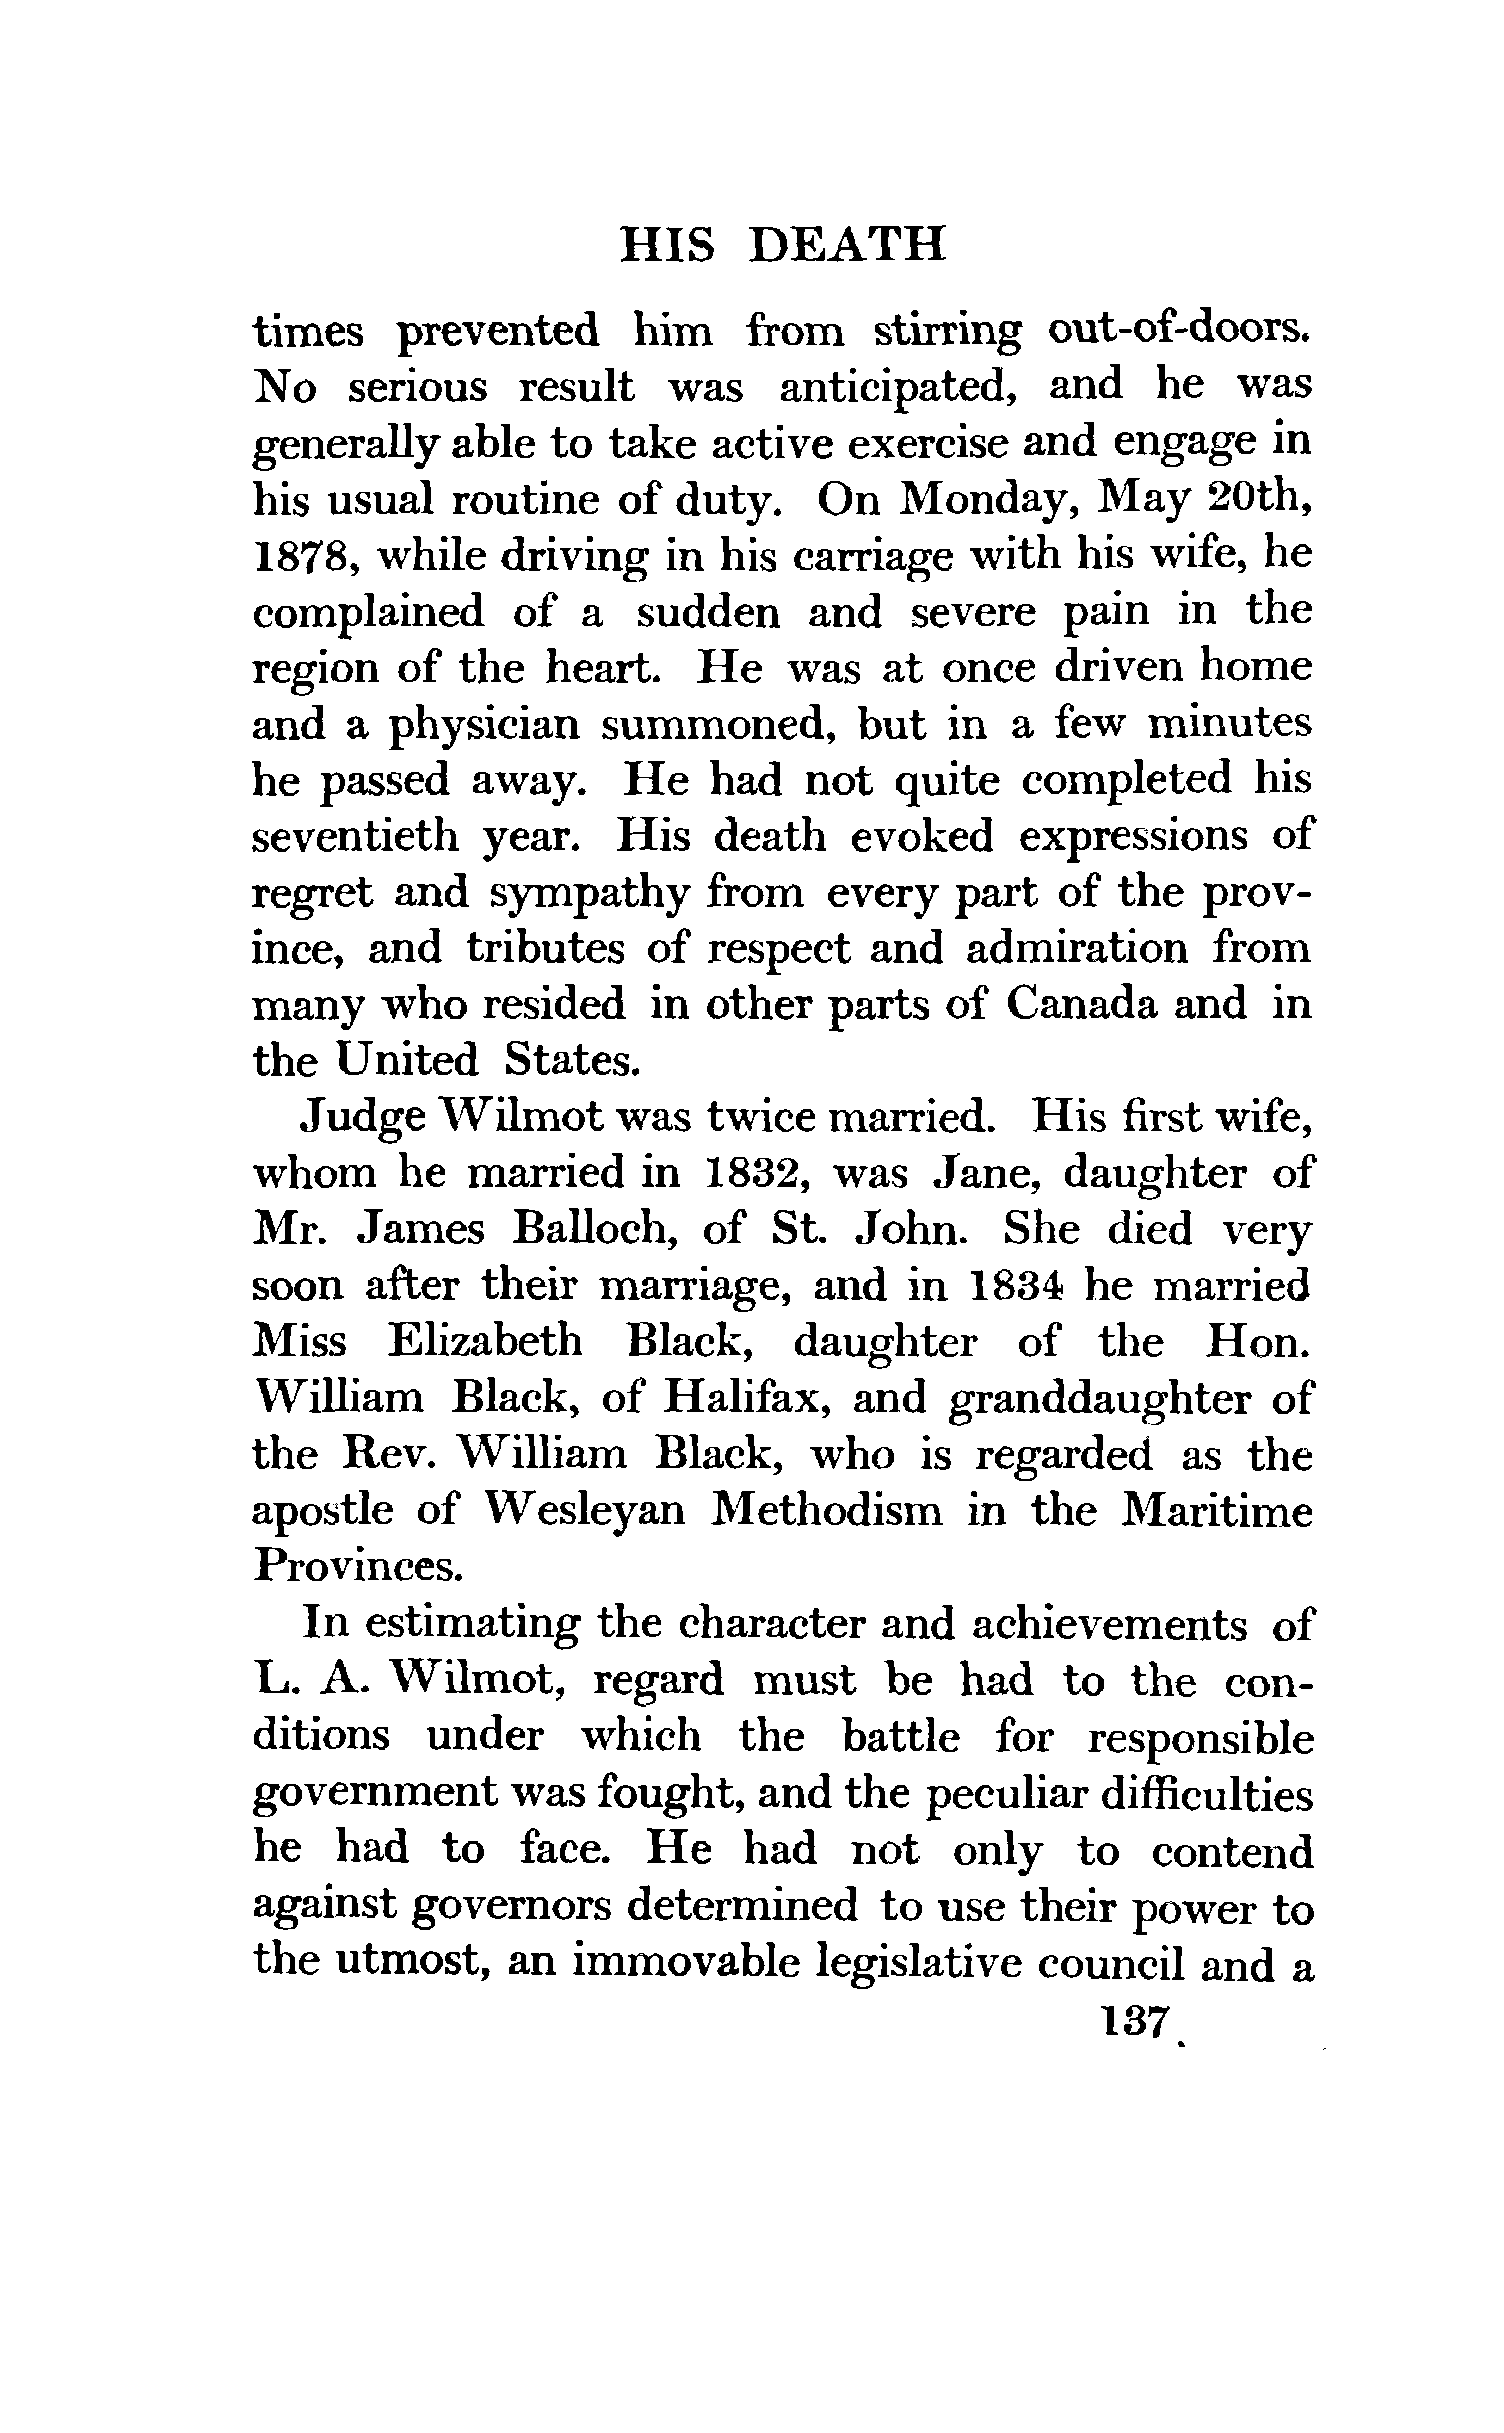 HIS DEATH
times prevented him from stirring out-of-doors.
No serious result was anticipated, and he was
generally able to take active exercise and engage in
his usual routine of duty. On Monday, May 20th,
1878, while driving in his carriage with his wife, he
complained of a sudden and severe pain in the
region of the heart. He was at once driven home
and a physician summoned, but in a few minutes
he passed away. He had not quite completed his
seventieth year. His death evoked expressions of
regret and sympathy from every part of the prov-
ince, and tributes of respect and admiration from
many who resided in other parts of Canada and in
the United States.
Judge Wilmot was twice married. His first wife,
whom he married in 1832, was Jane, daughter of
Mr. James Balloch, of St. John. She died very
soon after their marriage, and in 1834 he married
Miss Elizabeth Black, daughter of the Hon.
William Black, of Halifax, and granddaughter of
the Rev. William Black, who is regarded as the
apostle of Wesleyan Methodism in the Maritime
Provinces.
In estimating the character and achievements of
L. A. Wilmot, regard must be had to the con-
ditions under which the battle for responsible
government was fought, and the peculiar difficulties
he had to face. He had not only to contend
against governors determined to use their power to
the utmost, an immovable legislative council and a
137